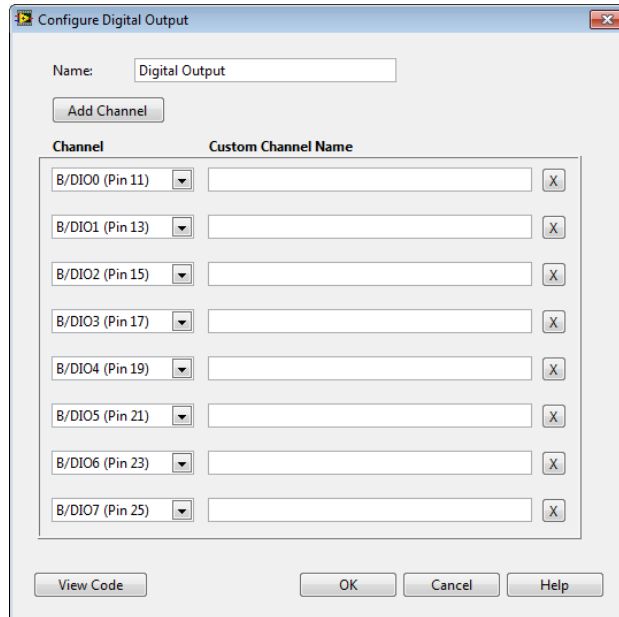 Configure Digital Output
Name: Digital Output
Add Channel
Channel Custom Channel Name
B/DIO0 (Pin 11) X
B/DIO1 (Pin 13) X
B/DIO2 (Pin 15) X
B/DIO3 (Pin 17) X
B/DIO4 (Pin 19) X
B/DIO5 (Pin 21) X
B/DIO6 (Pin 23) X
B/DIO7 (Pin 25) X
View Code OK Cancel Help